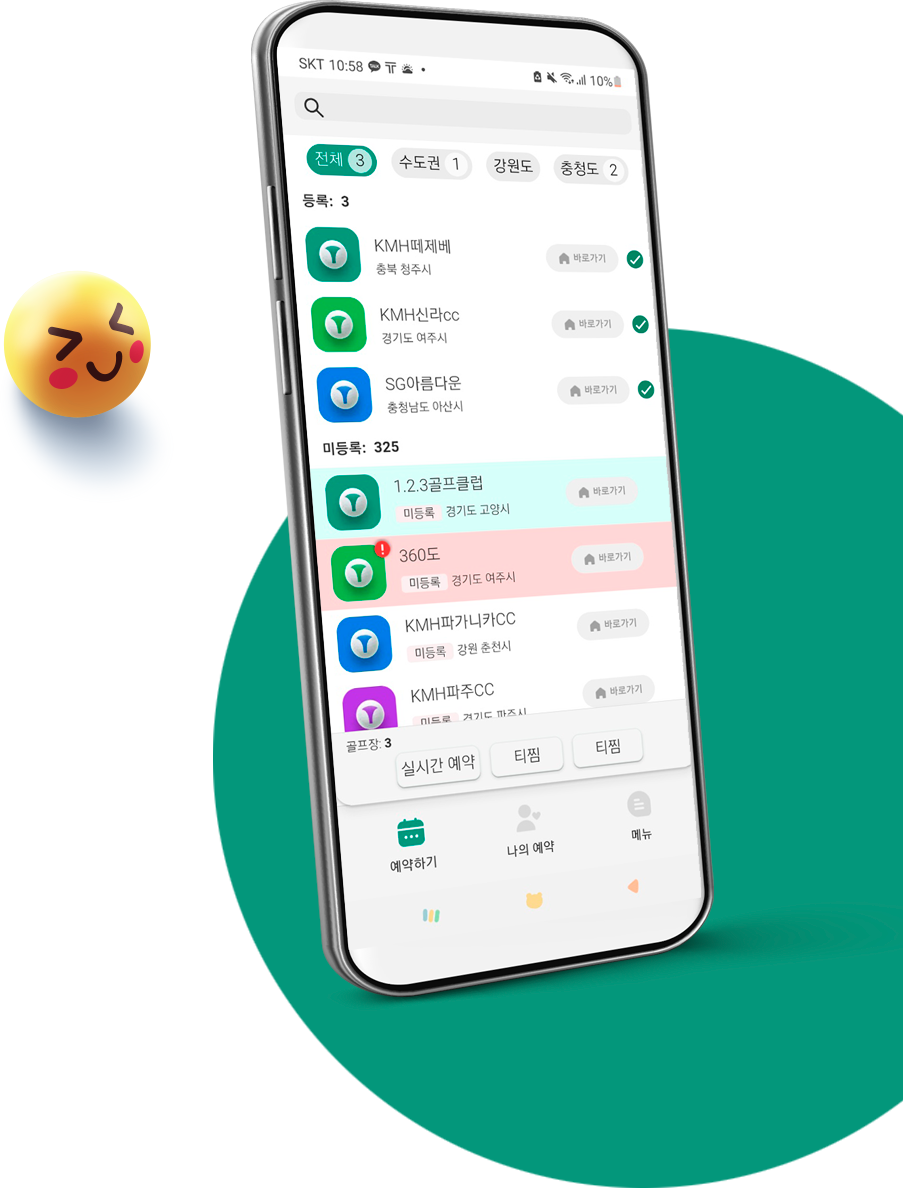 SKT 10:58
10%
전체 3 수도권 1 강원도 충청도 2
등록: 3
KMH떼제베
충북 청주시
바로가기
KMH신라cc
경기도 여주시
바로가기
SG아름다운
충청남도 아산시
바로가기
미등록: 325
1.2.3골프클럽
미등록 경기도 고양시
바로가기
360도
미등록 경기도 여주시
바로가기
KMH파가니카CC
미등록 강원 춘천시
바로가기
KMH파주CC
미등록 경기도 파주시
바로가기
골프장: 3
실시간 예약 티찜 티찜
예약하기 나의 예약 메뉴